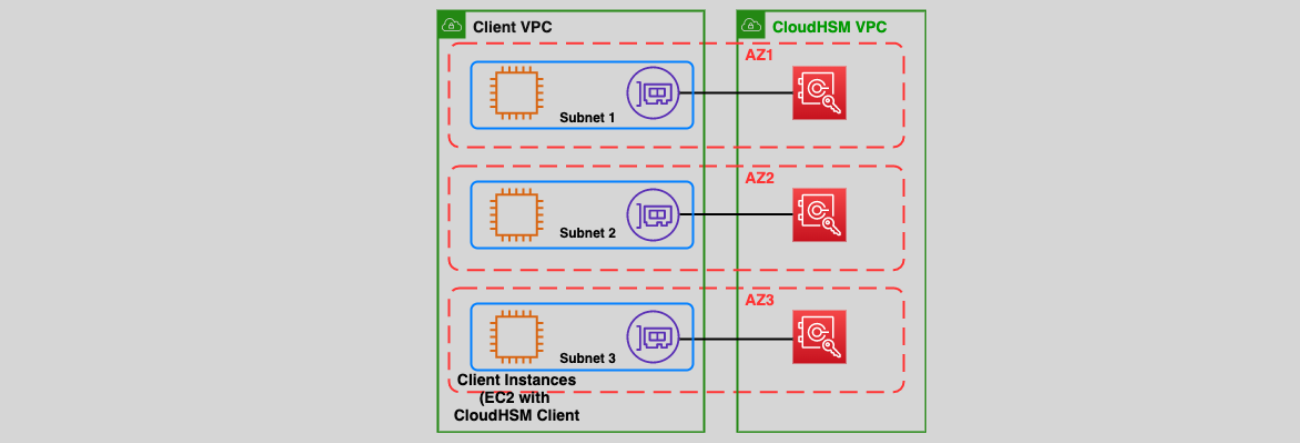 Client VPC
CloudHSM VPC
AZ1
Subnet 1
AZ2
Subnet 2
AZ3
Subnet 3
Client Instances
(EC2 with
CloudHSM Client